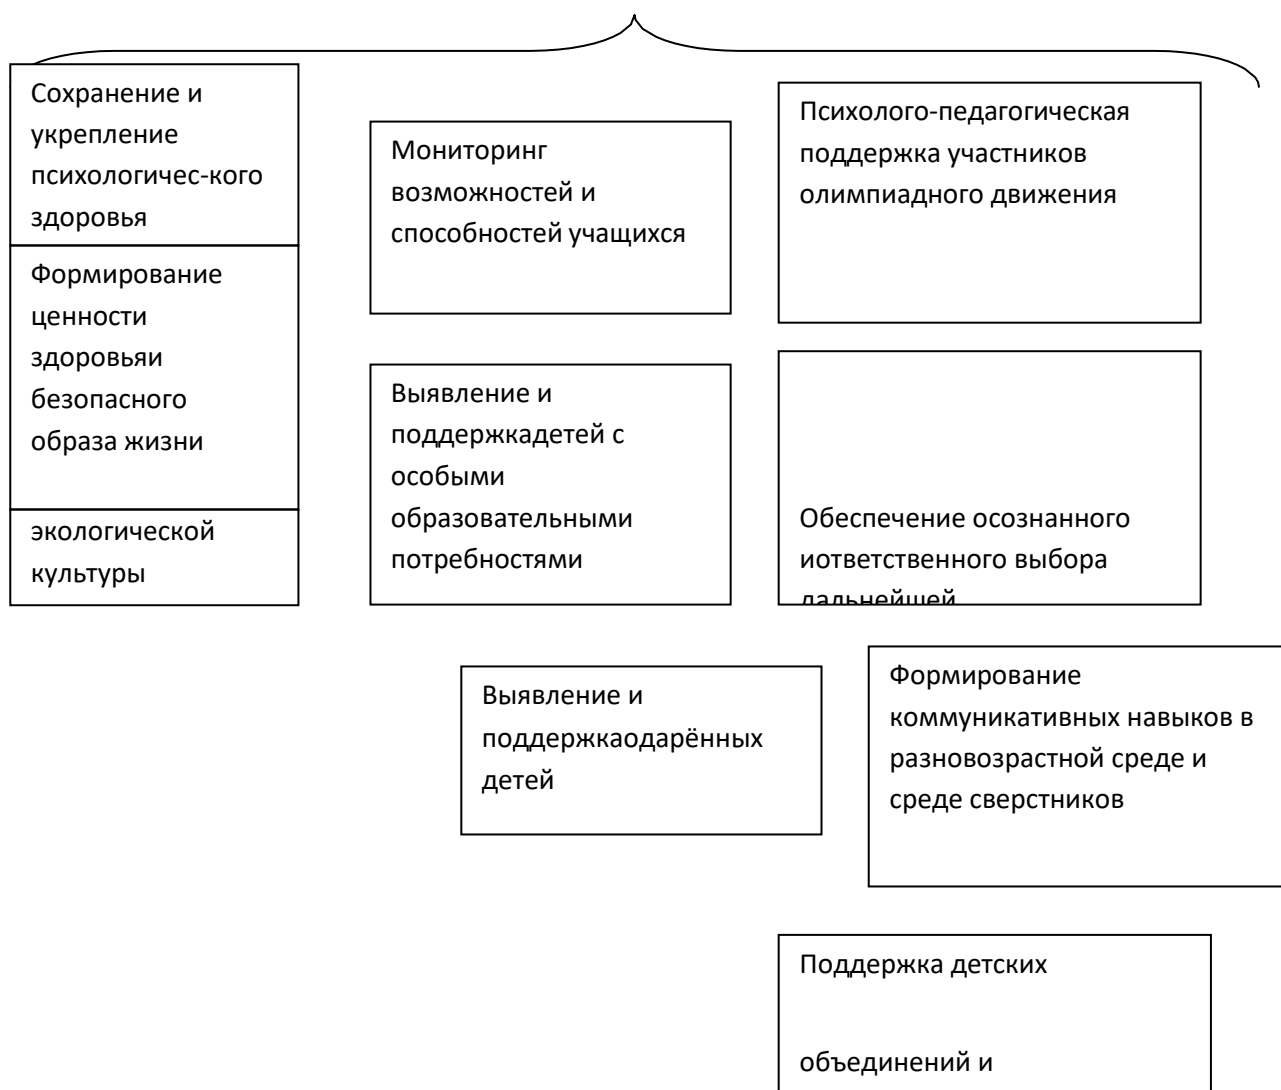 Сохранение и
укрепление
психологичес-кого
здоровья
Формирование
ценности
здоровьяи
безопасного
образа жизни
экологической
культуры
Мониторинг
возможностей и
способностей учащихся
Выявление и
поддержкадетей с
особыми
образовательными
потребностями
Психолого-педагогическая
поддержка участников
олимпиадного движения
Обеспечение осознанного
иответственного выбора
дальнейшей
Выявление и
поддержкаодарённых
детей
Формирование
коммуникативных навыков в
разновозрастной среде и
среде сверстников
Поддержка детских
объединений и